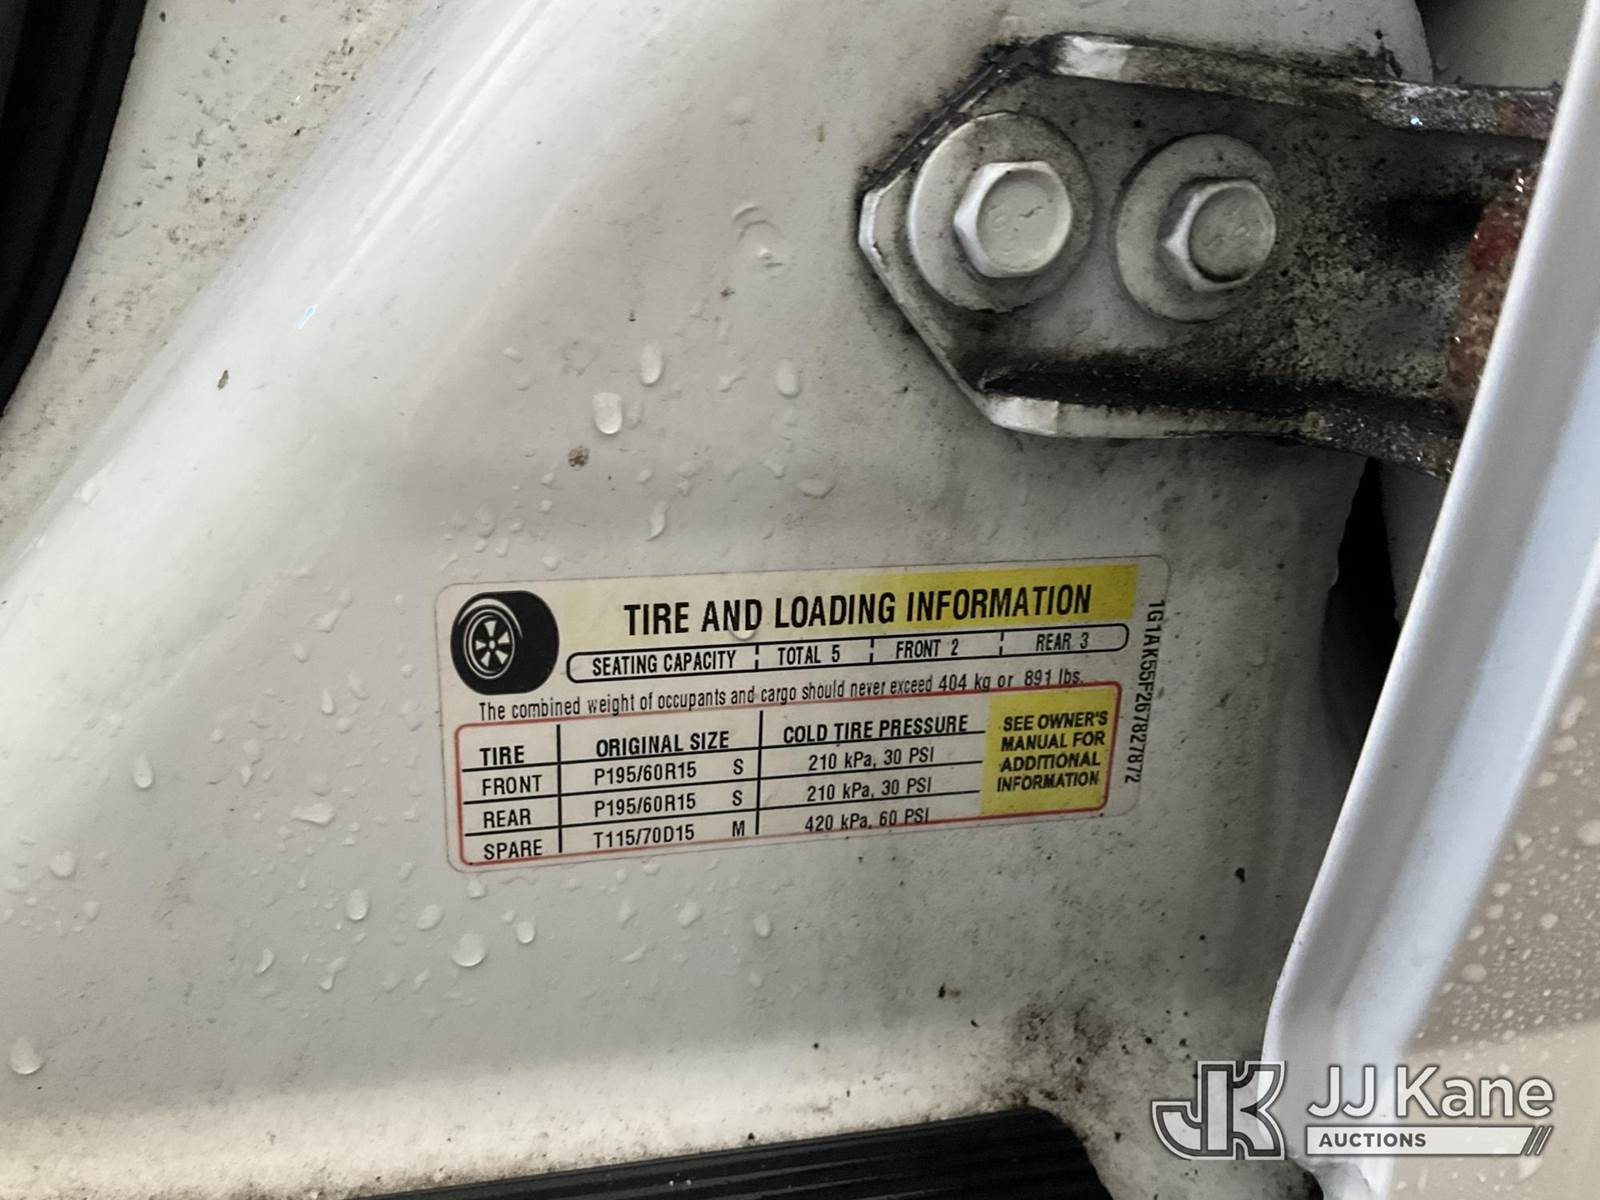 TIRE AND LOADING INFORMATION
SEATING CAPACITY TOTAL 5 FRONT 2 REAR 3
The combined weight of occupants and cargo should never exceed 404 kg or 891 lbs.
TIRE ORIGINAL SIZE COLD TIRE PRESSURE
FRONT P195/60R15 S 210 kPa, 30 PSI
REAR P195/60R15 S 210 kPa, 30 PSI
SPARE T115/70D15 M 420 kPa, 60 PSI
SEE OWNER'S
MANUAL FOR
ADDITIONAL
INFORMATION
1G1AK55F267827872
JK
JJ Kane
AUCTIONS